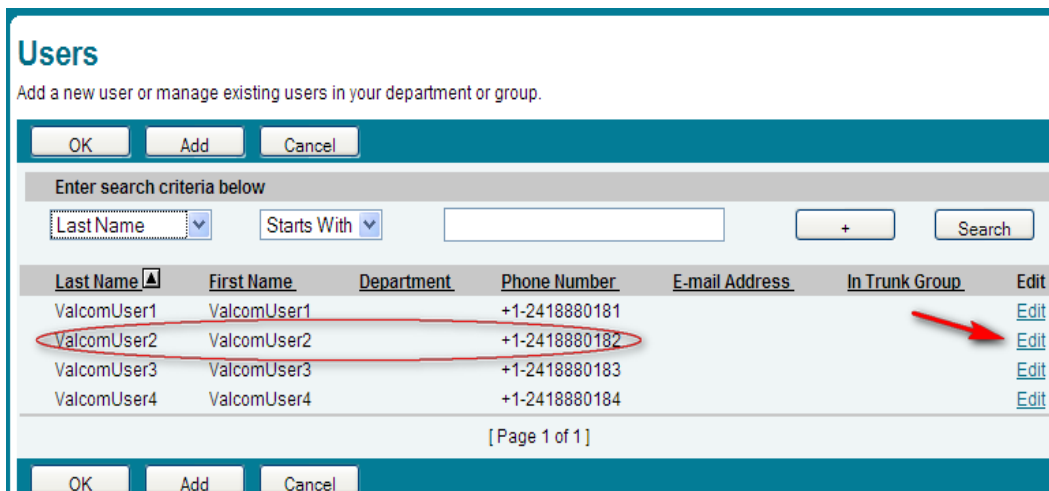 Users
Add a new user or manage existing users in your department or group.
OK Add Cancel
Enter search criteria below
Last Name Starts With + Search
Last Name First Name Department Phone Number E-mail Address In Trunk Group Edit
ValcomUser1 ValcomUser1 +1-2418880181 Edit
ValcomUser2 ValcomUser2 +1-2418880182 Edit
ValcomUser3 ValcomUser3 +1-2418880183 Edit
ValcomUser4 ValcomUser4 +1-2418880184 Edit
[ Page 1 of 1 ]
OK Add Cancel